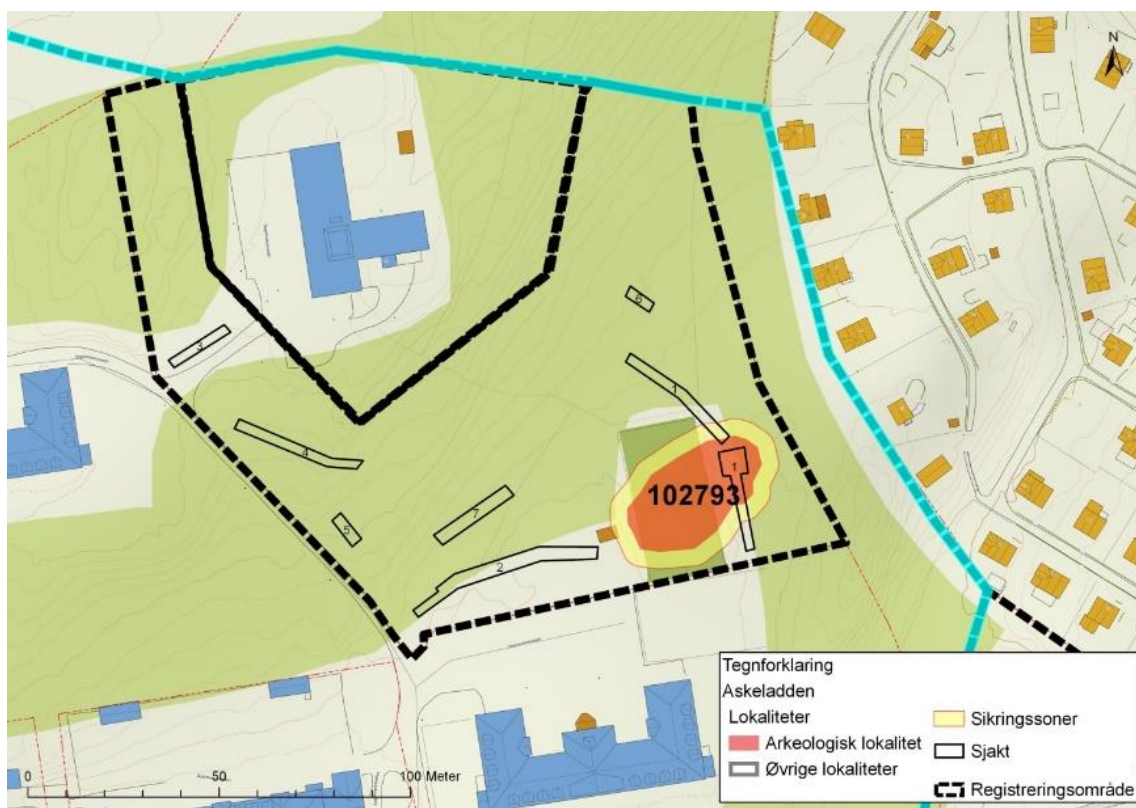 N
6
3
1
4
1
102793
7
5
2
Tegnforklaring
Askeladden
Lokaliteter
Arkeologisk lokalitet
Øvrige lokaliteter
Sikringssoner
Sjakt
Registreringsområde
0 50 100 Meter